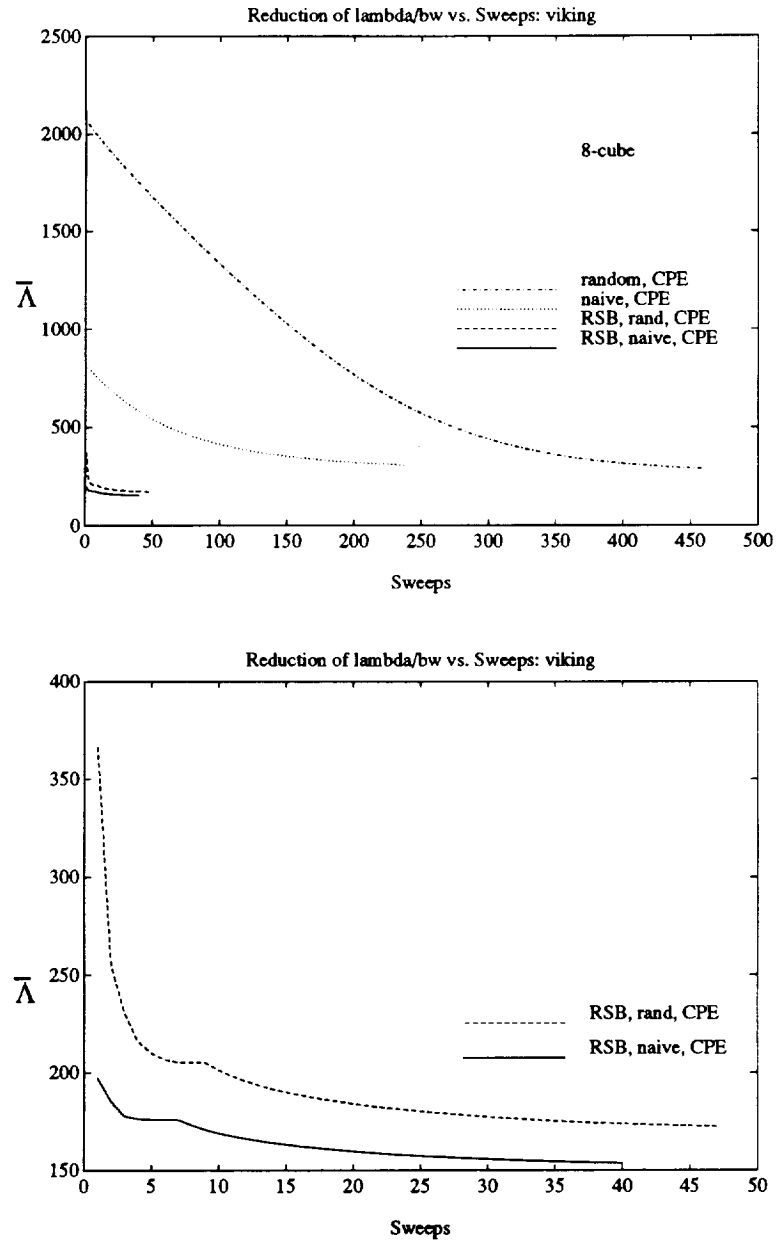 Reduction of lambda/bw vs. Sweeps: viking
2500
2000
1500
1000
500
0
Λ̅
8-cube
random, CPE
naive, CPE
RSB, rand, CPE
RSB, naive, CPE
0 50 100 150 200 250 300 350 400 450 500
Sweeps
Reduction of lambda/bw vs. Sweeps: viking
400
350
300
250
200
150
Λ̅
RSB, rand, CPE
RSB, naive, CPE
0 5 10 15 20 25 30 35 40 45 50
Sweeps